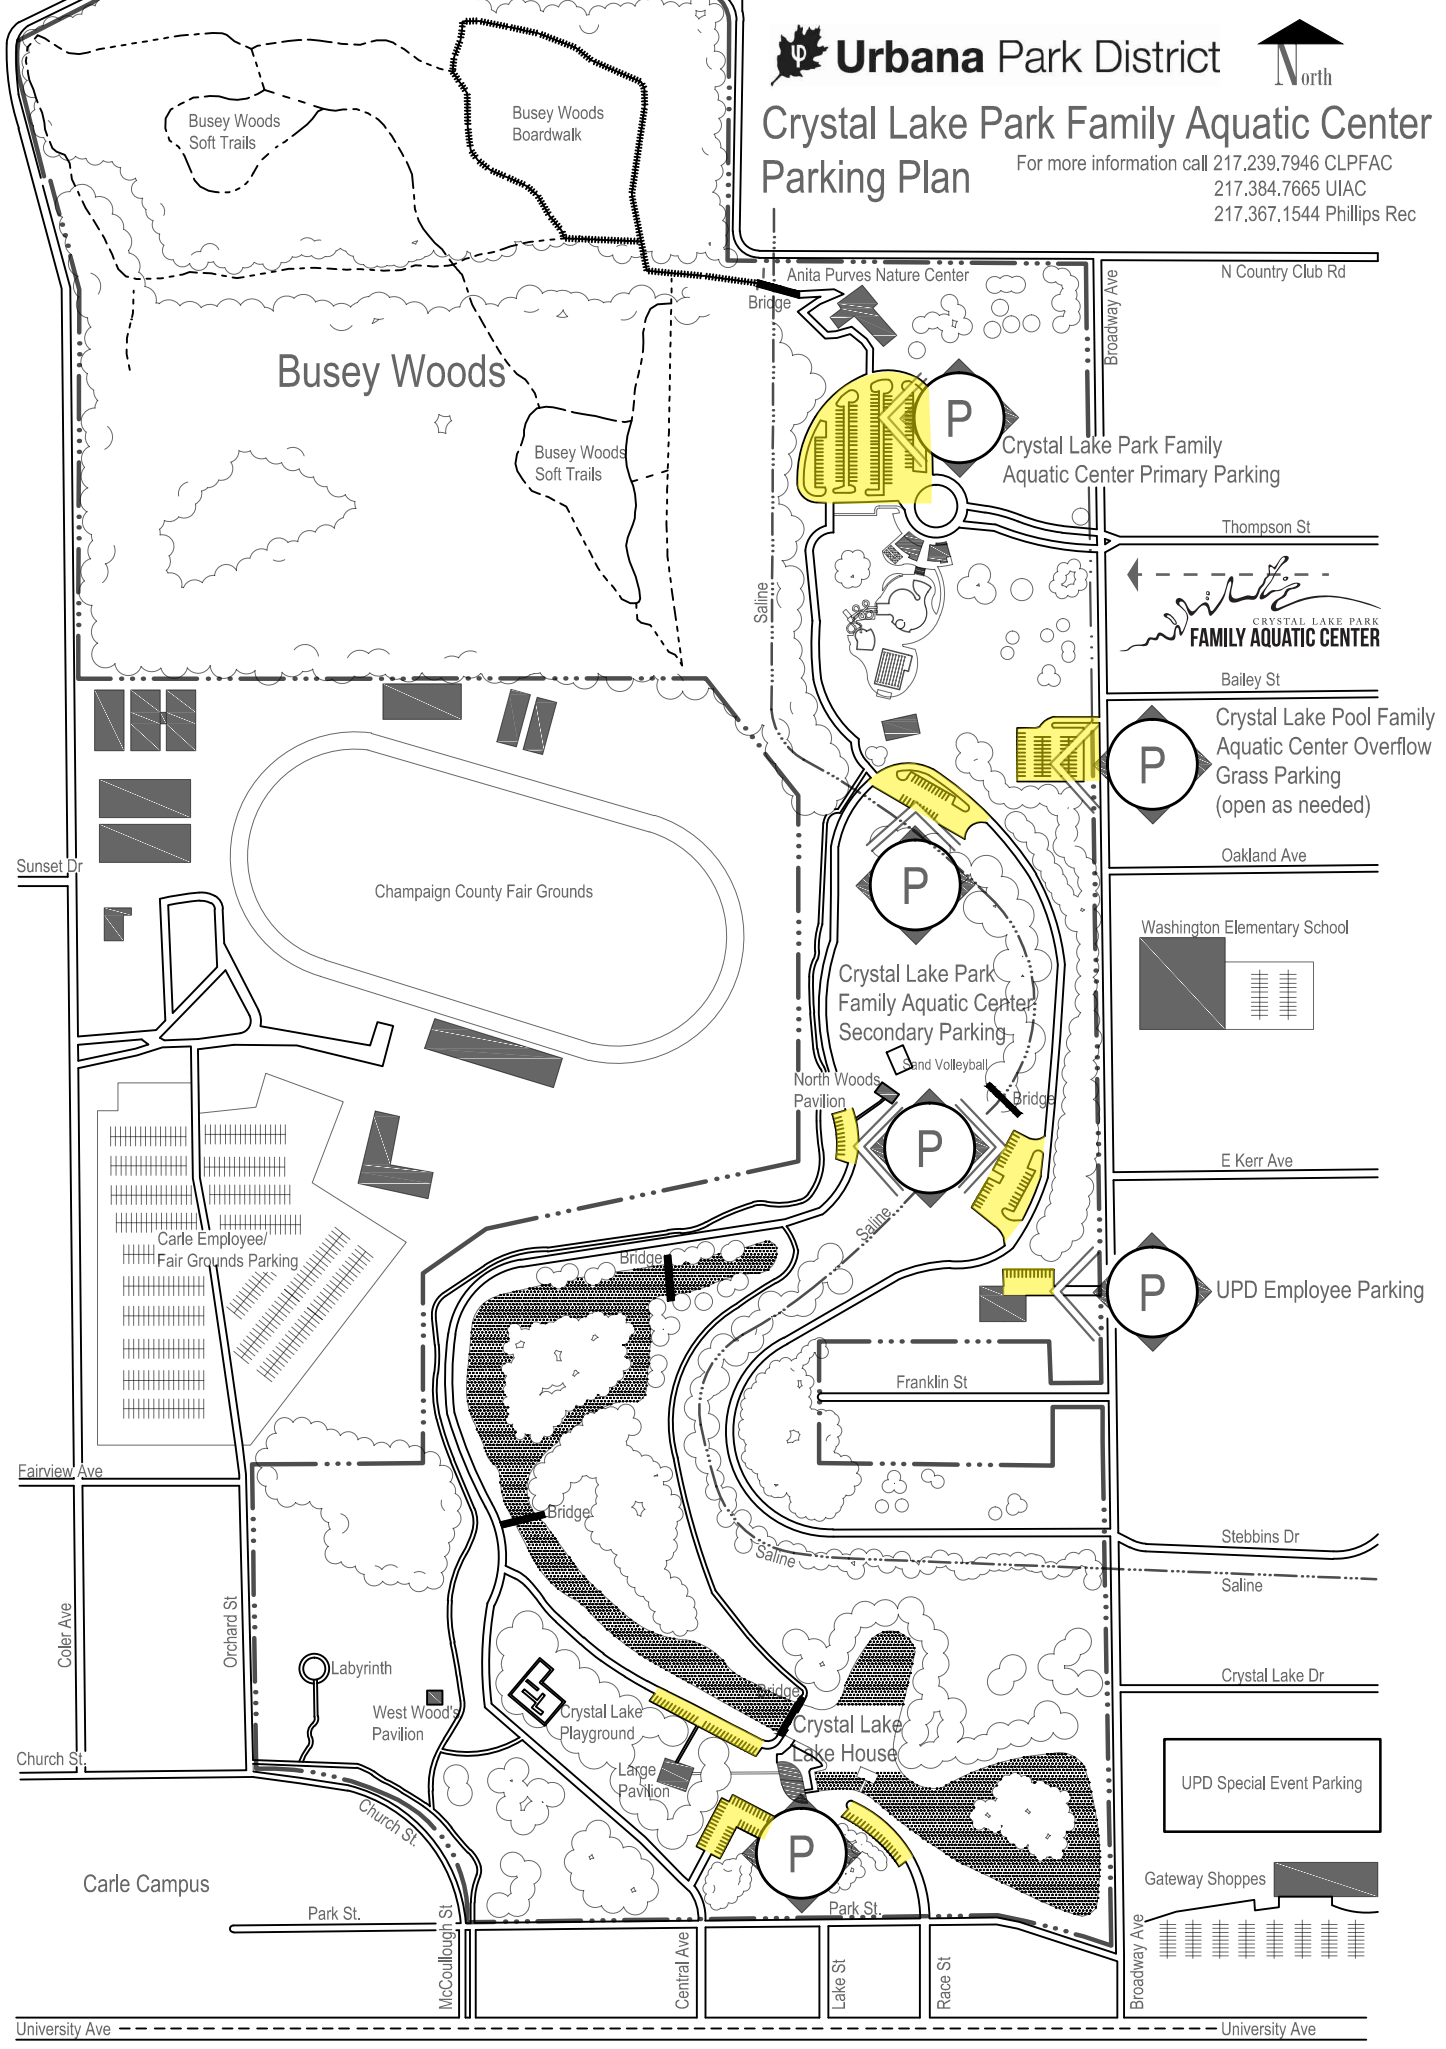 Urbana Park District
North
Crystal Lake Park Family Aquatic Center
Parking Plan
For more information call 217.239.7946 CLPFAC
217.384.7665 UIAC
217.367.1544 Phillips Rec
Busey Woods
Soft Trails
Busey Woods
Boardwalk
N Country Club Rd
Anita Purves Nature Center
Bridge
Broadway Ave
Busey Woods
P
Crystal Lake Park Family
Aquatic Center Primary Parking
Busey Woods
Soft Trails
Thompson St
Saline
CRYSTAL LAKE PARK
FAMILY AQUATIC CENTER
Bailey St
P
Crystal Lake Pool Family
Aquatic Center Overflow
Grass Parking
(open as needed)
Oakland Ave
Sunset Dr
Champaign County Fair Grounds
P
Washington Elementary School
Crystal Lake Park
Family Aquatic Center
Secondary Parking
Sand Volleyball
North Woods
Pavilion
Bridge
P
E Kerr Ave
Saline
Carle Employee/
Fair Grounds Parking
Bridge
P
UPD Employee Parking
Franklin St
Fairview Ave
Bridge
Stebbins Dr
Saline
Saline
Coler Ave
Orchard St
Labyrinth
Crystal Lake Dr
West Wood's
Pavilion
Crystal Lake
Playground
Bridge
Crystal Lake
Lake House
Church St.
Large
Pavilion
UPD Special Event Parking
Church St.
P
Carle Campus
Gateway Shoppes
Park St.
Park St.
McCoullough St
Central Ave
Lake St
Race St
Broadway Ave
University Ave
University Ave